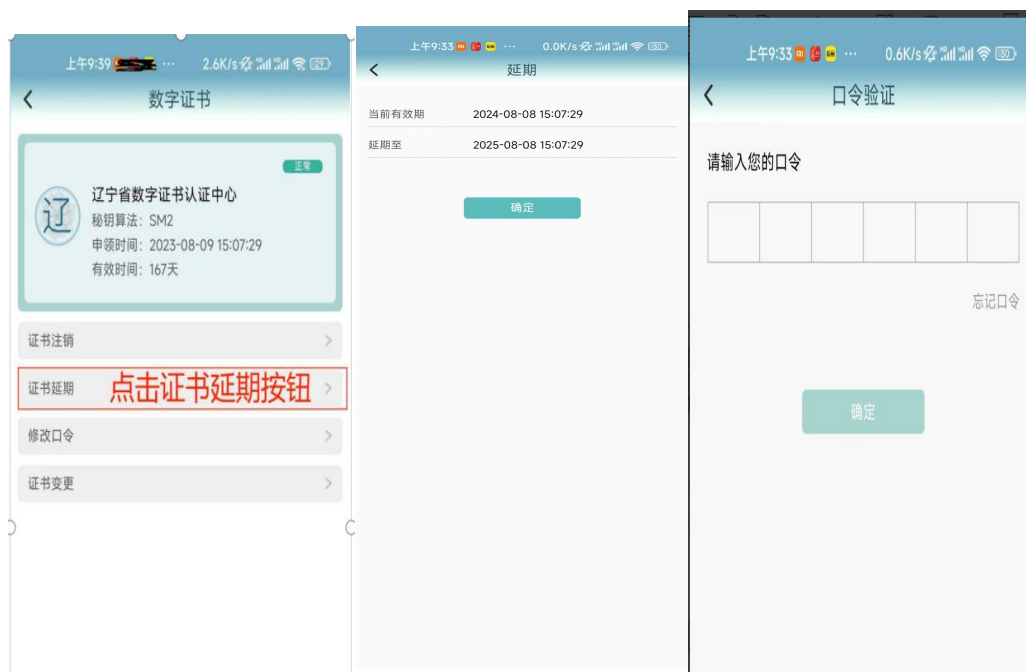 上午9:39 ... 2.6K/s 29
数字证书
正常
辽
辽宁省数字证书认证中心
秘钥算法：SM2
申领时间：2023-08-09 15:07:29
有效时间：167天
证书注销
证书延期 点击证书延期按钮
修改口令
证书变更
上午9:33 ... 0.0K/s 30
延期
当前有效期 2024-08-08 15:07:29
延期至 2025-08-08 15:07:29
确定
上午9:33 ... 0.6K/s 30
口令验证
请输入您的口令
忘记口令
确定